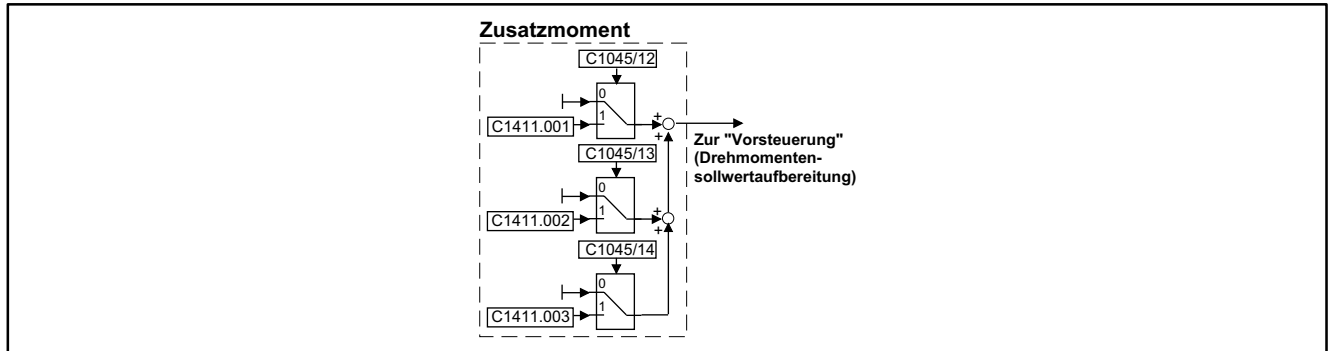 Zusatzmoment
C1045/12
0
1
C1411.001
+
+
Zur "Vorsteuerung"
(Drehmomenten-
sollwertaufbereitung)
C1045/13
0
1
C1411.002
+
+
C1045/14
0
1
C1411.003